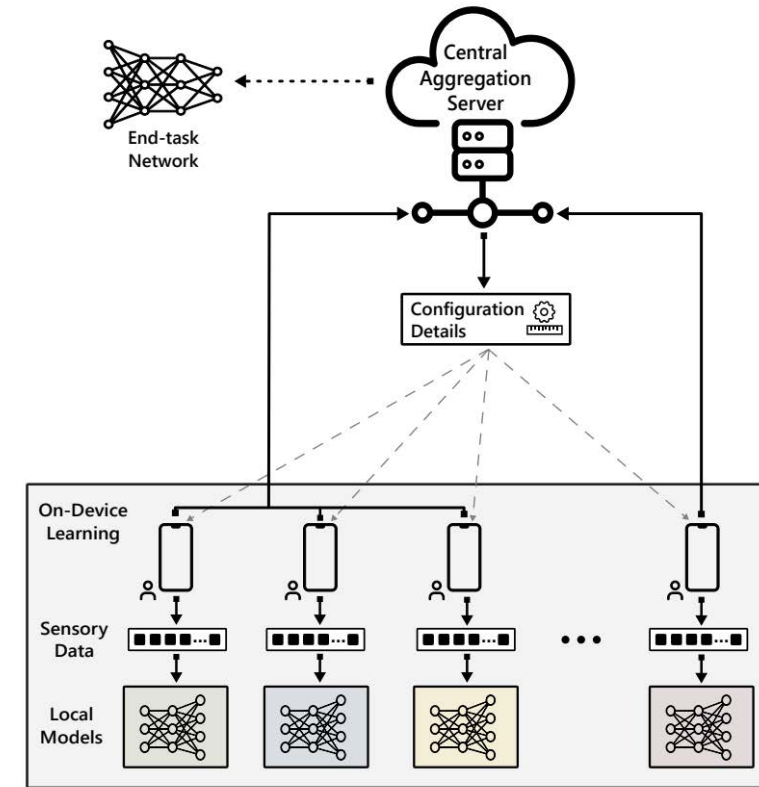 Central
Aggregation
Server
End-task
Network
Configuration
Details
On-Device
Learning
Sensory
Data
Local
Models